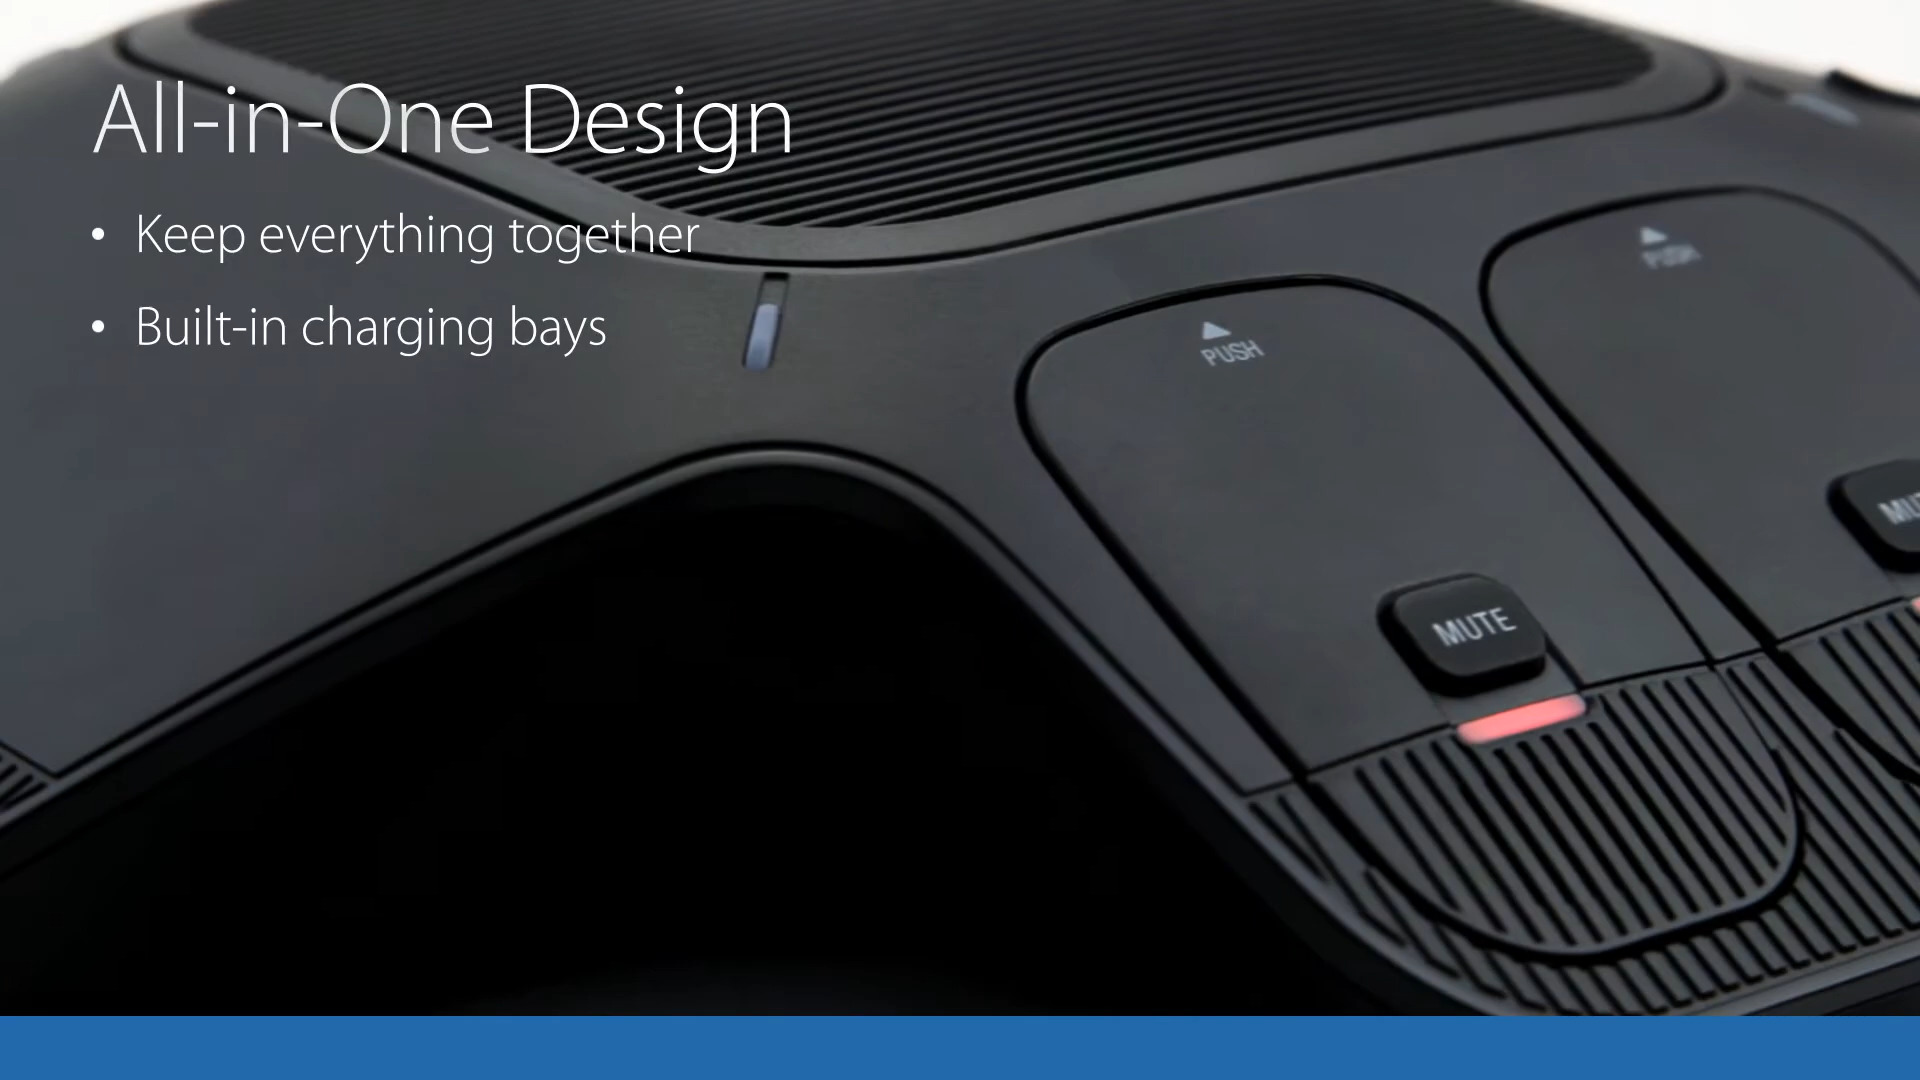 All-in-One Design
• Keep everything together
• Built-in charging bays
PUSH
PUSH
MUTE